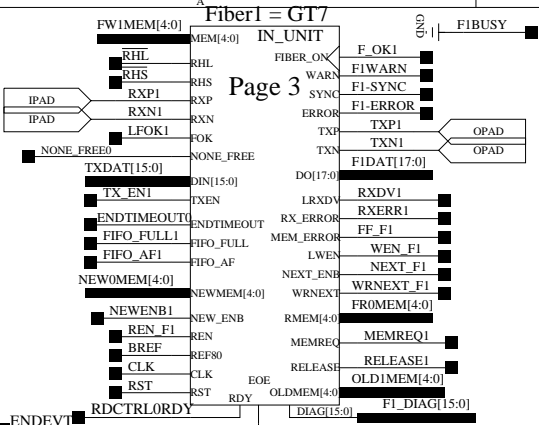 A
Fiber1 = GT7
FW1MEM[4:0]
MEM[4:0]
IN_UNIT
GND
F1BUSY
RHL
RHL
FIBER_ON
F_OK1
RHS
RHS
Page 3
WARN
F1WARN
IPAD
RXP1
RXP
SYNC
F1-SYNC
IPAD
RXN1
RXN
ERROR
F1-ERROR
LFOK1
FOK
TXP
TXP1
OPAD
NONE_FREE0
NONE_FREE
TXN
TXN1
OPAD
TXDAT[15:0]
DIN[15:0]
DO[17:0]
F1DAT[17:0]
TX_EN1
TXEN
LRXDV
RXDV1
ENDTIMEOUT0
ENDTIMEOUT
RX_ERROR
RXERR1
FIFO_FULL1
FIFO_FULL
MEM_ERROR
FF_F1
FIFO_AF1
FIFO_AF
LWEN
WEN_F1
NEXT_ENB
NEXT_F1
NEW0MEM[4:0]
NEWMEM[4:0]
WRNEXT
WRNEXT_F1
NEWENB1
NEW_ENB
RMEM[4:0]
FR0MEM[4:0]
REN_F1
REN
MEMREQ
MEMREQ1
BREF
REF80
CLK
CLK
EOE
RELEASE
RELEASE1
RST
RST
RDY
OLDMEM[4:0]
OLD1MEM[4:0]
ENDEVT
RDCTRL0RDY
DIAG[15:0]
F1_DIAG[15:0]